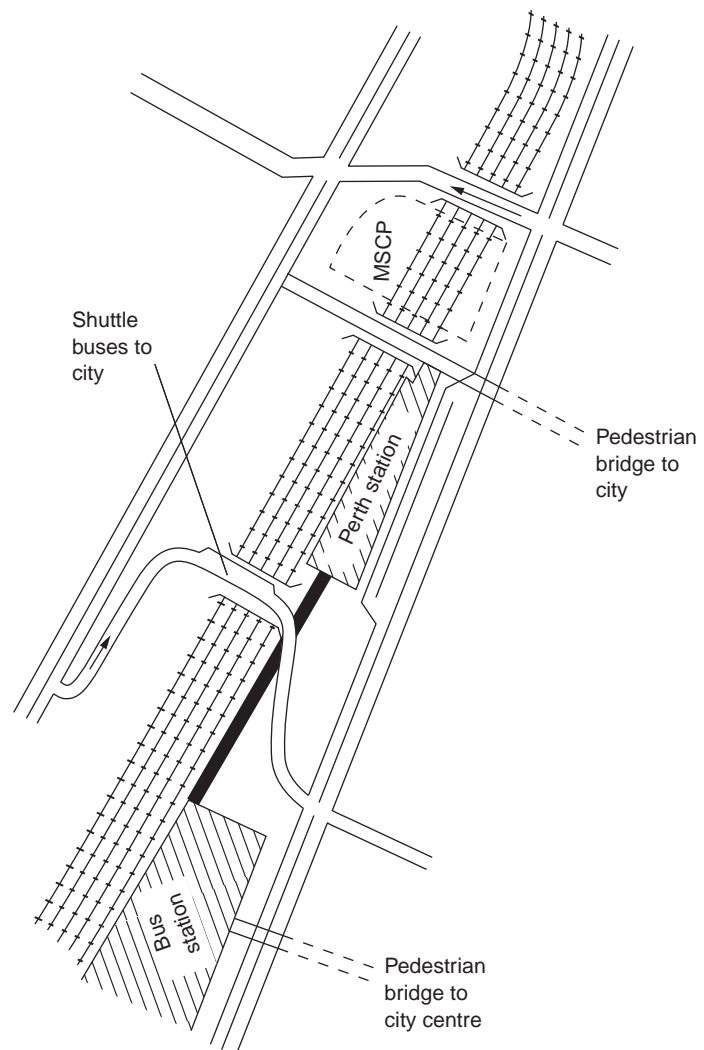 MSCP
Shuttle
buses to
city
Pedestrian
bridge to
city
Perth station
Bus
station
Pedestrian
bridge to
city centre